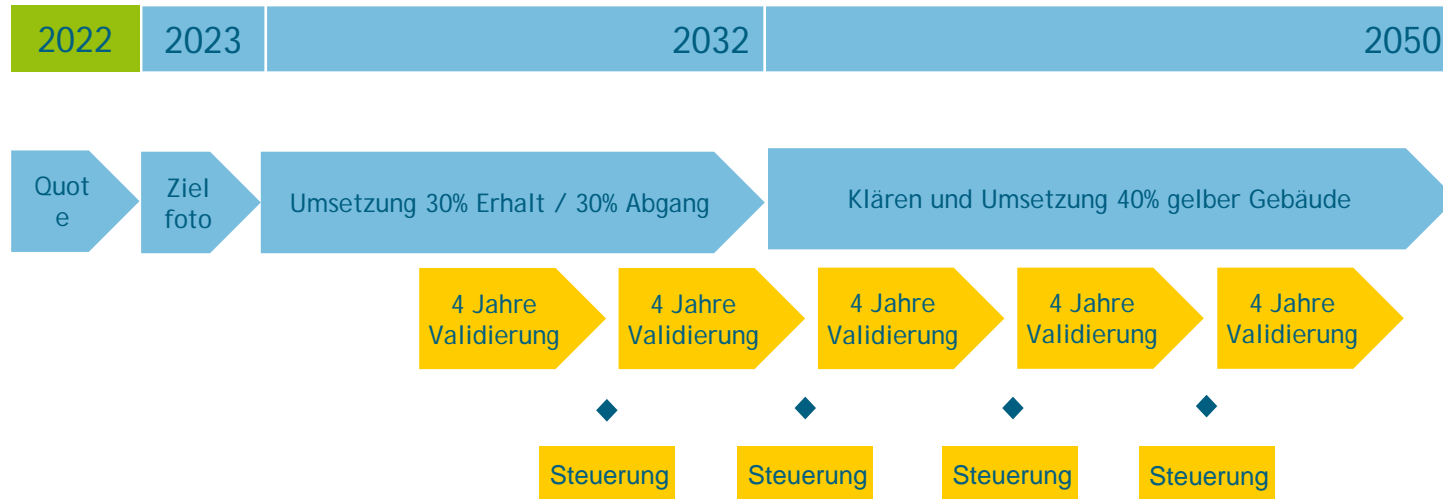 2022
2023
2032
2050
Quot
e
Ziel
foto
Umsetzung 30% Erhalt / 30% Abgang
Klären und Umsetzung 40% gelber Gebäude
4 Jahre
Validierung
4 Jahre
Validierung
4 Jahre
Validierung
4 Jahre
Validierung
4 Jahre
Validierung
Steuerung
Steuerung
Steuerung
Steuerung